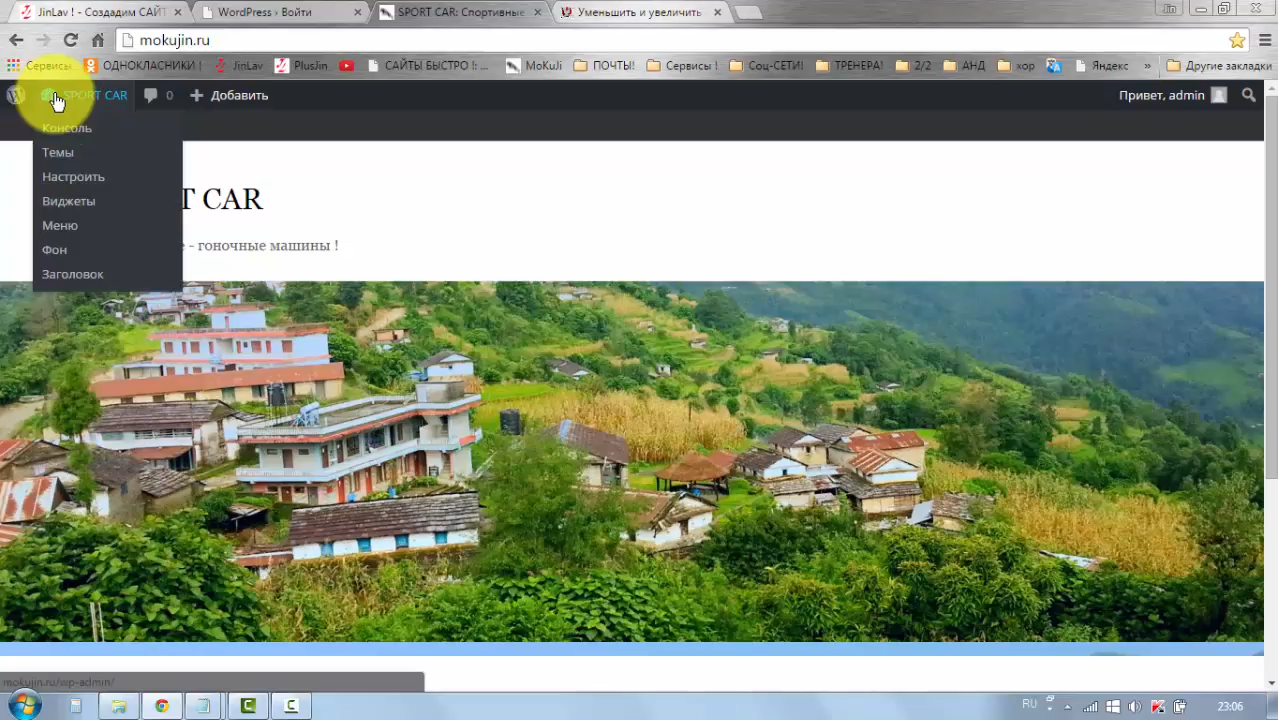 JinLav ! - Создадим САЙТ
WordPress › Войти
SPORT CAR: Спортивные
Уменьшить и увеличить
mokujin.ru
Сервисы
ОДНОКЛАСНИКИ !
JinLav
PlusJin
САЙТЫ БЫСТРО !: ...
MoKuJi
ПОЧТЫ!
Сервисы !
Соц-СЕТИ!
ТРЕНЕРА!
2/2
АНД
хор
Яндекс
»
Другие закладки
SPORT CAR
0
Добавить
Привет, admin
Консоль
Темы
Настроить
Виджеты
Меню
Фон
Заголовок
T CAR
е - гоночные машины !
mokujin.ru/wp-admin/
RU
23:06